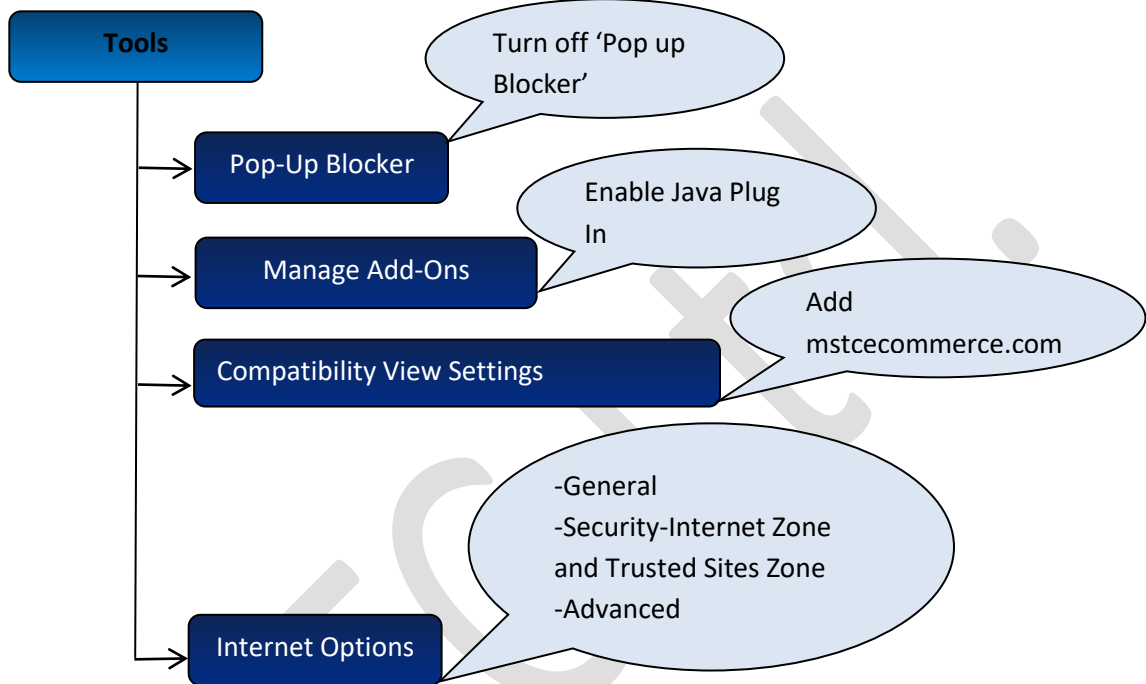 Tools
Turn off ‘Pop up
Blocker’
Pop-Up Blocker
Enable Java Plug
In
Manage Add-Ons
Add
mstcecommerce.com
Compatibility View Settings
-General
-Security-Internet Zone
and Trusted Sites Zone
-Advanced
Internet Options